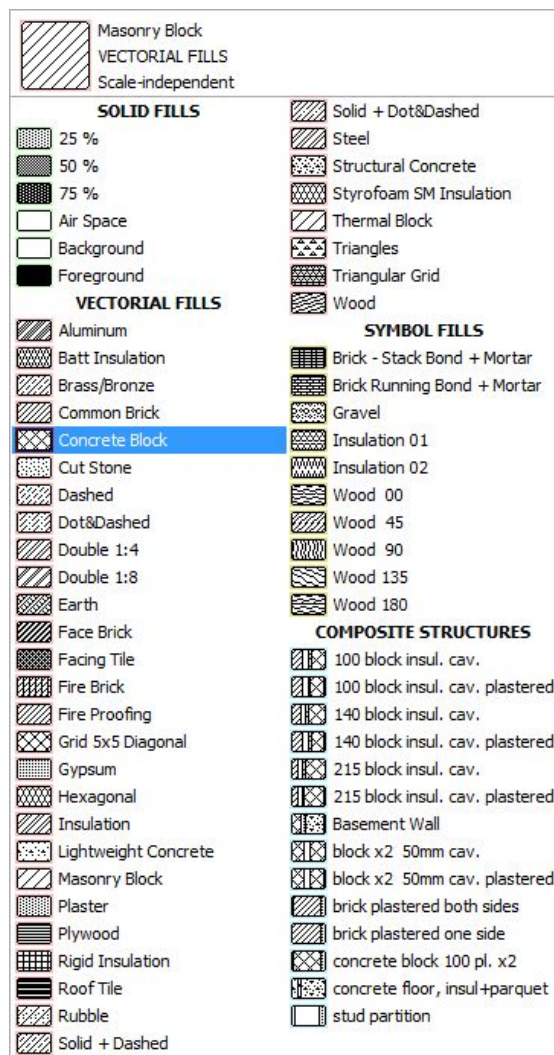 Masonry Block
VECTORIAL FILLS
Scale-independent
SOLID FILLS
25 %
50 %
75 %
Air Space
Background
Foreground
VECTORIAL FILLS
Aluminum
Batt Insulation
Brass/Bronze
Common Brick
Concrete Block
Cut Stone
Dashed
Dot&Dashed
Double 1:4
Double 1:8
Earth
Face Brick
Facing Tile
Fire Brick
Fire Proofing
Grid 5x5 Diagonal
Gypsum
Hexagonal
Insulation
Lightweight Concrete
Masonry Block
Plaster
Plywood
Rigid Insulation
Roof Tile
Rubble
Solid + Dashed
Solid + Dot&Dashed
Steel
Structural Concrete
Styrofoam SM Insulation
Thermal Block
Triangles
Triangular Grid
Wood
SYMBOL FILLS
Brick - Stack Bond + Mortar
Brick Running Bond + Mortar
Gravel
Insulation 01
Insulation 02
Wood 00
Wood 45
Wood 90
Wood 135
Wood 180
COMPOSITE STRUCTURES
100 block insul. cav.
100 block insul. cav. plastered
140 block insul. cav.
140 block insul. cav. plastered
215 block insul. cav.
215 block insul. cav. plastered
Basement Wall
block x2 50mm cav.
block x2 50mm cav. plastered
brick plastered both sides
brick plastered one side
concrete block 100 pl. x2
concrete floor, insul+parquet
stud partition